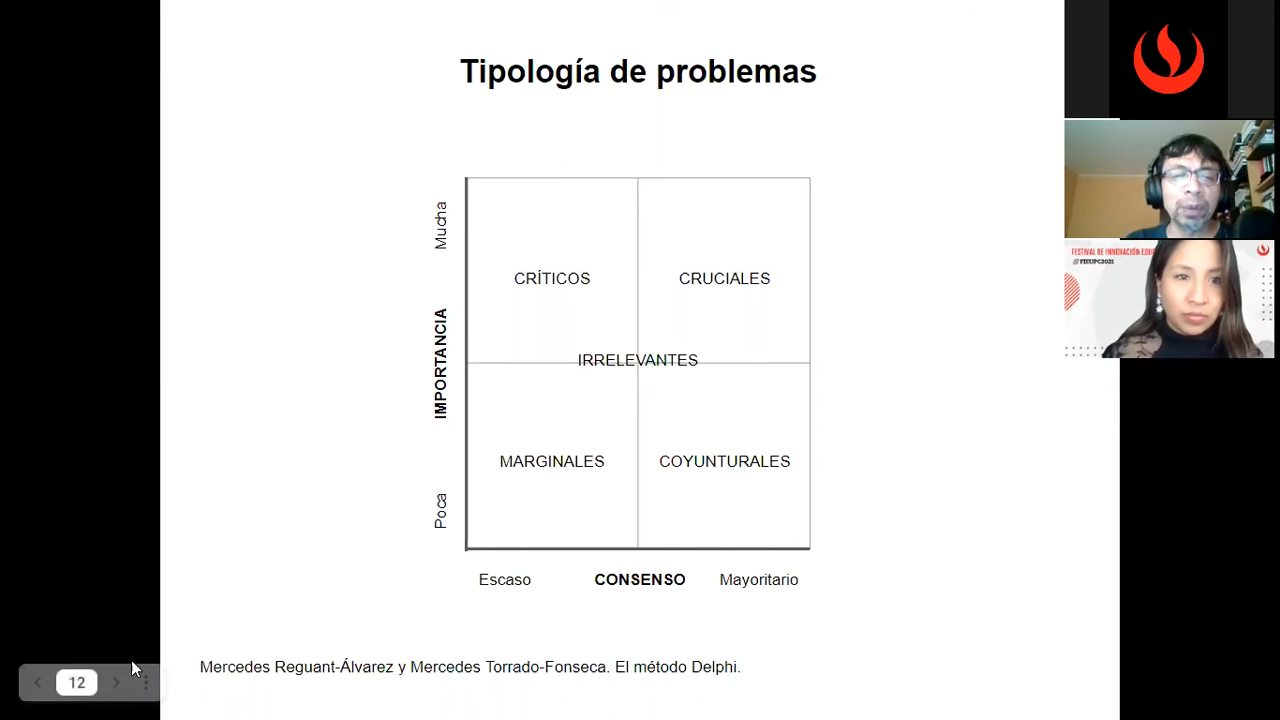 Tipología de problemas
Mucha
CRÍTICOS
CRUCIALES
IMPORTANCIA
IRRELEVANTES
MARGINALES
COYUNTURALES
Poca
Escaso
CONSENSO
Mayoritario
Mercedes Reguant-Álvarez y Mercedes Torrado-Fonseca. El método Delphi.
12
FESTIVAL DE INNOVACIÓN
@FIEUPC2021